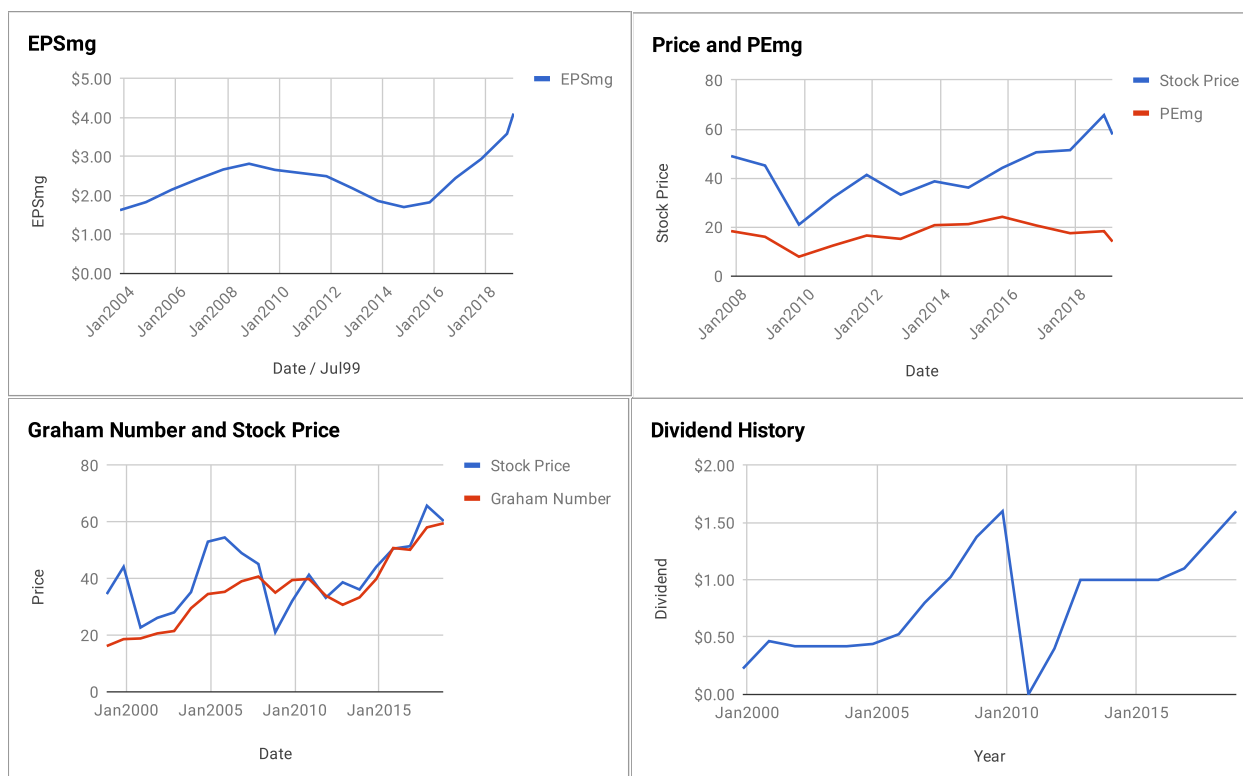 EPSmg
EPSmg
$5.00
$4.00
$3.00
$2.00
$1.00
$0.00
EPSmg
Jan2004
Jan2006
Jan2008
Jan2010
Jan2012
Jan2014
Jan2016
Jan2018
Date / Jul99
Price and PEmg
Stock Price
PEmg
80
60
40
20
0
Stock Price
Jan2008
Jan2010
Jan2012
Jan2014
Jan2016
Jan2018
Date
Graham Number and Stock Price
Stock Price
Graham Number
80
60
40
20
0
Price
Jan2000
Jan2005
Jan2010
Jan2015
Date
Dividend History
$2.00
$1.50
$1.00
$0.50
$0.00
Dividend
Jan2000
Jan2005
Jan2010
Jan2015
Year